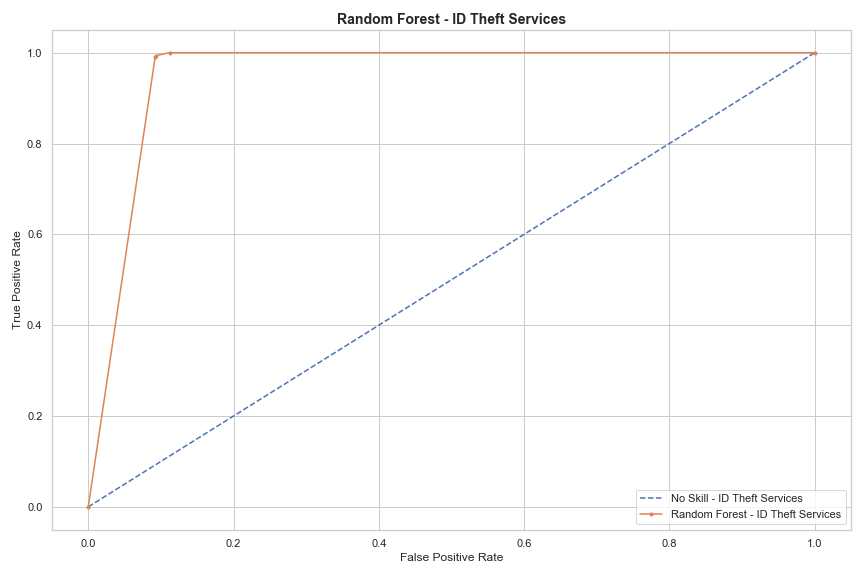 Random Forest - ID Theft Services
1.0
0.8
0.6
0.4
0.2
0.0
True Positive Rate
0.0 0.2 0.4 0.6 0.8 1.0
False Positive Rate
No Skill - ID Theft Services
Random Forest - ID Theft Services